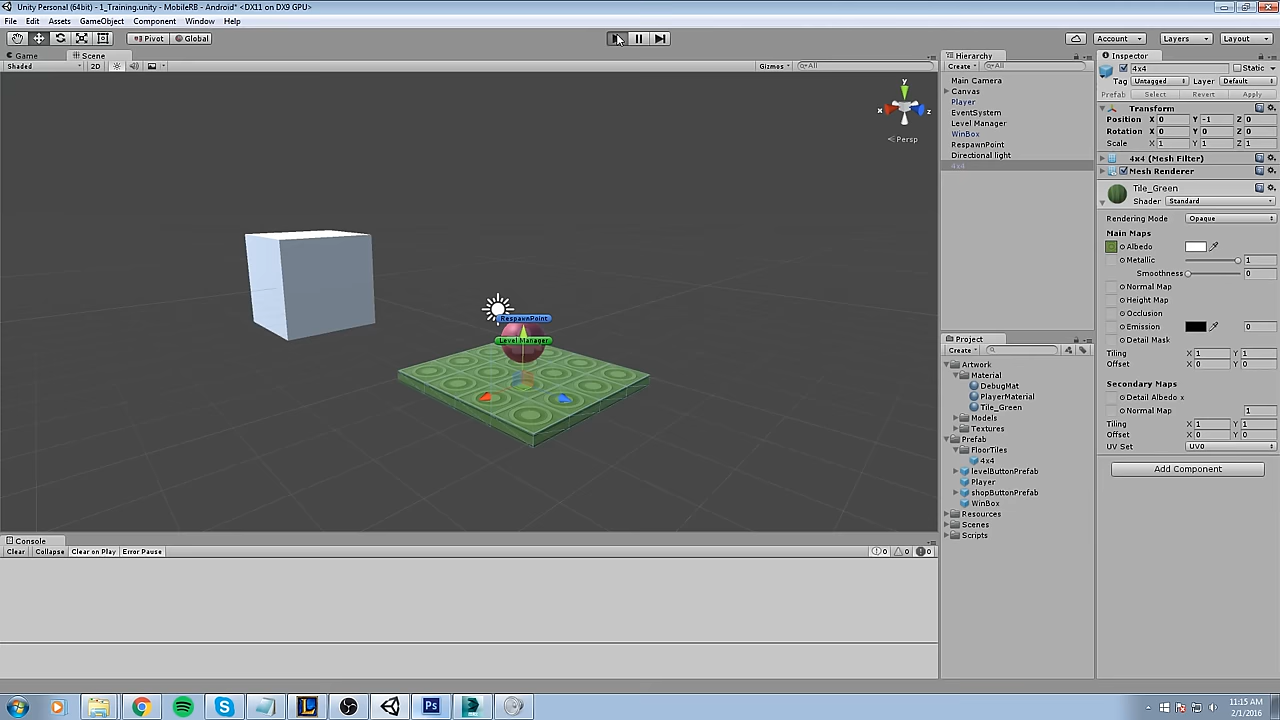 Unity Personal (64bit) - 1_Training.unity - MobileRB - Android* <DX11 on DX9 GPU>
File Edit Assets GameObject Component Window Help
Pivot Global
Account Layers Layout
Game Scene
Shaded 2D Gizmos All
y
x z
Persp
RespawnPoint
Level Manager
Hierarchy
Create All
Main Camera
Canvas
Player
EventSystem
Level Manager
WinBox
RespawnPoint
Directional light
4x4
Project
Create
Artwork
Material
DebugMat
PlayerMaterial
Tile_Green
Models
Textures
Prefab
FloorTiles
4x4
levelButtonPrefab
Player
shopButtonPrefab
WinBox
Resources
Scenes
Scripts
Inspector
4x4 Static
Tag Untagged Layer Default
Prefab Select Revert Apply
Transform
Position X 0 Y -1 Z 0
Rotation X 0 Y 0 Z 0
Scale X 1 Y 1 Z 1
4x4 (Mesh Filter)
Mesh Renderer
Tile_Green
Shader Standard
Rendering Mode Opaque
Main Maps
Albedo
Metallic 1
Smoothness 0
Normal Map
Height Map
Occlusion
Emission 0
Detail Mask
Tiling X 1 Y 1
Offset X 0 Y 0
Secondary Maps
Detail Albedo x
Normal Map 1
Tiling X 1 Y 1
Offset X 0 Y 0
UV Set UV0
Add Component
Console
Clear Collapse Clear on Play Error Pause 0 0 0
11:15 AM
2/1/2016